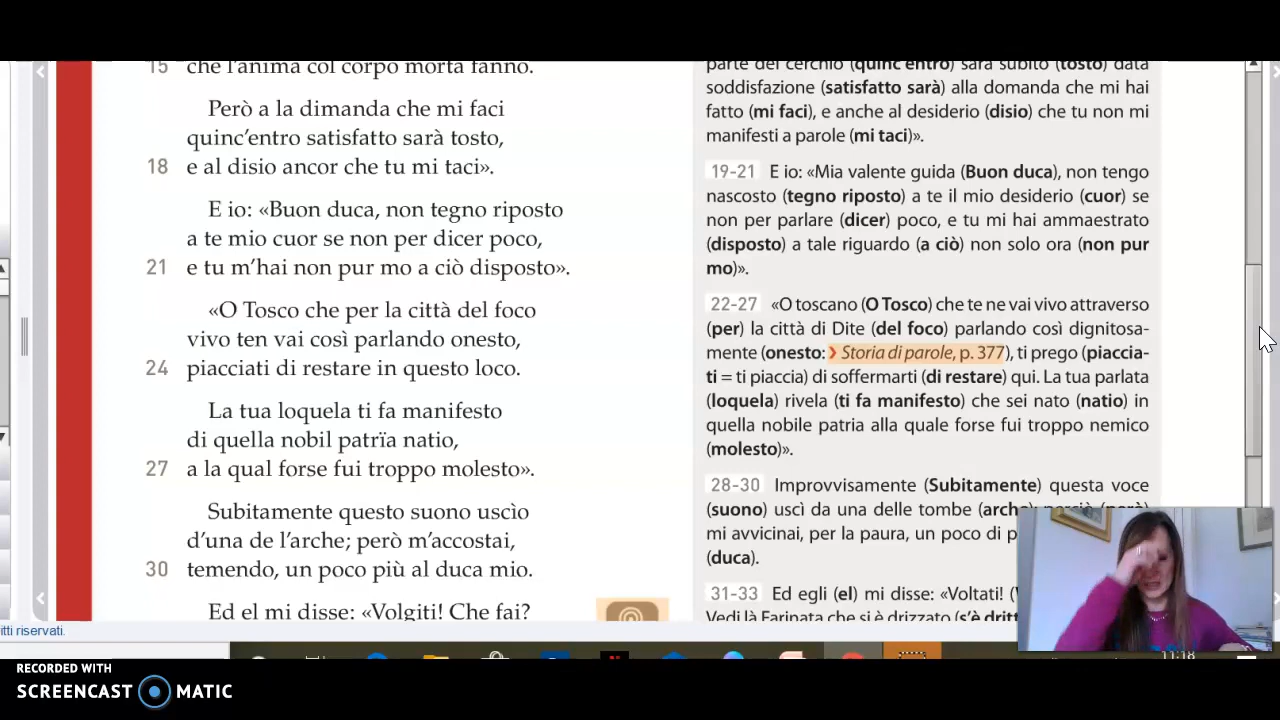 15 che l'anima col corpo morta fanno.
Però a la dimanda che mi faci
quinc'entro satisfatto sarà tosto,
18 e al disio ancor che tu mi taci».
E io: «Buon duca, non tegno riposto
a te mio cuor se non per dicer poco,
21 e tu m'hai non pur mo a ciò disposto».
«O Tosco che per la città del foco
vivo ten vai così parlando onesto,
24 piacciati di restare in questo loco.
La tua loquela ti fa manifesto
di quella nobil patrïa natio,
27 a la qual forse fui troppo molesto».
Subitamente questo suono uscìo
d'una de l'arche; però m'accostai,
30 temendo, un poco più al duca mio.
Ed el mi disse: «Volgiti! Che fai?
parte del cerchio (quinc'entro) sarà subito (tosto) data
soddisfazione (satisfatto sarà) alla domanda che mi hai
fatto (mi faci), e anche al desiderio (disio) che tu non mi
manifesti a parole (mi taci)».
19-21 E io: «Mia valente guida (Buon duca), non tengo
nascosto (tegno riposto) a te il mio desiderio (cuor) se
non per parlare (dicer) poco, e tu mi hai ammaestrato
(disposto) a tale riguardo (a ciò) non solo ora (non pur
mo)».
22-27 «O toscano (O Tosco) che te ne vai vivo attraverso
(per) la città di Dite (del foco) parlando così dignitosa-
mente (onesto: Storia di parole, p. 377), ti prego (piaccia-
ti = ti piaccia) di soffermarti (di restare) qui. La tua parlata
(loquela) rivela (ti fa manifesto) che sei nato (natio) in
quella nobile patria alla quale forse fui troppo nemico
(molesto)».
28-30 Improvvisamente (Subitamente) questa voce
(suono) uscì da una delle tombe (arche); perciò (però)
mi avvicinai, per la paura, un poco di p
(duca).
31-33 Ed egli (el) mi disse: «Voltati! (
Vedi là Farinata che si è drizzato (s'è dritt
itti riservati.
11:18
RECORDED WITH
SCREENCAST MATIC